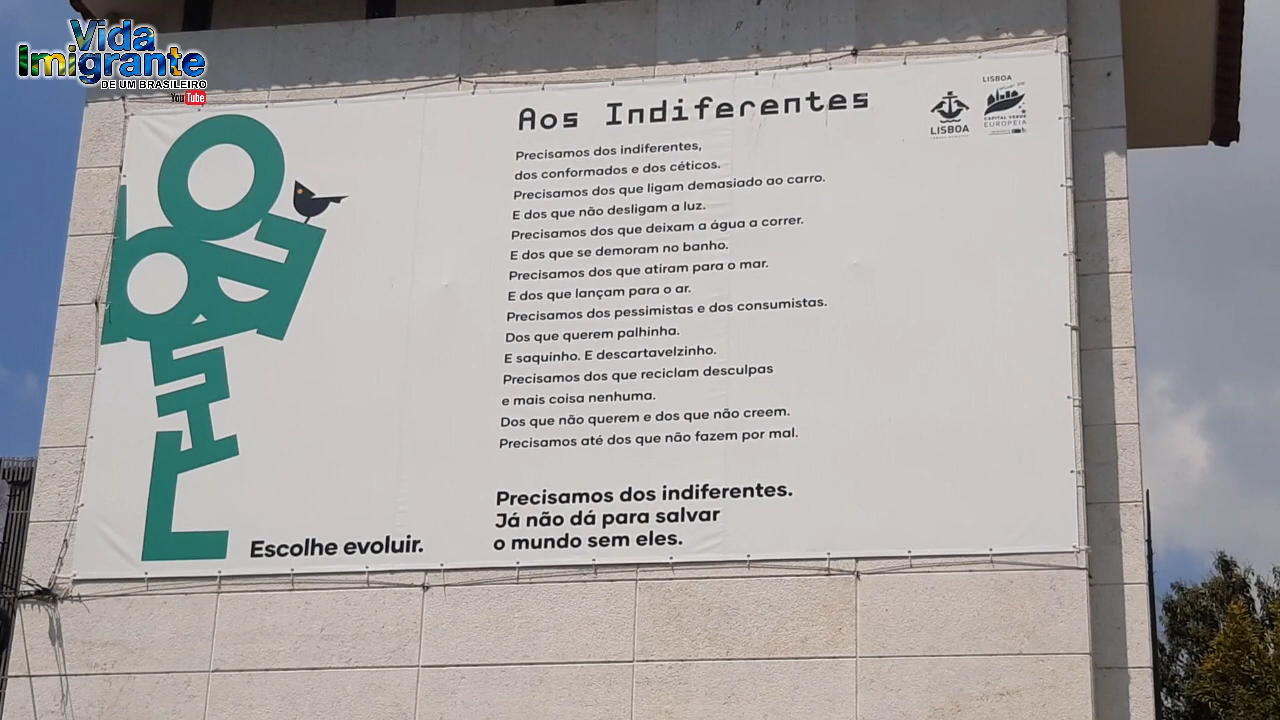 Vida
Imigrante
DE UM BRASILEIRO
YouTube
Aos Indiferentes
LISBOA
LISBOA
CAPITAL VERDE
EUROPEIA
Precisamos dos indiferentes,
dos conformados e dos céticos.
Precisamos dos que ligam demasiado ao carro.
E dos que não desligam a luz.
Precisamos dos que deixam a água a correr.
E dos que se demoram no banho.
Precisamos dos que atiram para o mar.
E dos que lançam para o ar.
Precisamos dos pessimistas e dos consumistas.
Dos que querem palhinha.
E saquinho. E descartavelzinho.
Precisamos dos que reciclam desculpas
e mais coisa nenhuma.
Dos que não querem e dos que não creem.
Precisamos até dos que não fazem por mal.
Precisamos dos indiferentes.
Já não dá para salvar
o mundo sem eles.
LISBOA
Escolhe evoluir.